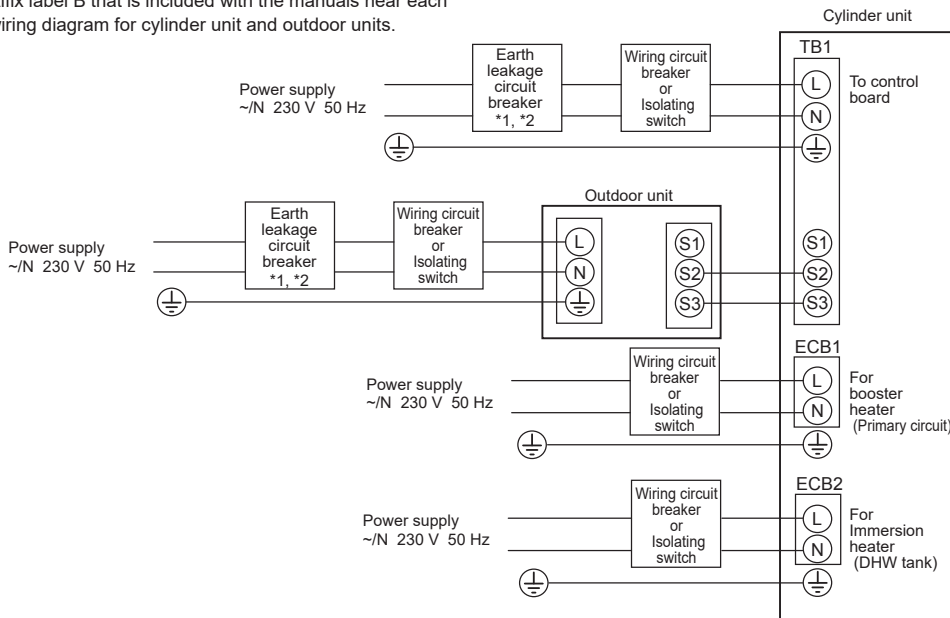 affix label B that is included with the manuals near each
wiring diagram for cylinder unit and outdoor units.
Cylinder unit
TB1
Power supply
~/N 230 V 50 Hz
Earth
leakage
circuit
breaker
*1, *2
Wiring circuit
breaker
or
Isolating
switch
L
N
To control
board
Power supply
~/N 230 V 50 Hz
Earth
leakage
circuit
breaker
*1, *2
Wiring circuit
breaker
or
Isolating
switch
Outdoor unit
L
N
S1
S2
S3
S1
S2
S3
ECB1
Power supply
~/N 230 V 50 Hz
Wiring circuit
breaker
or
Isolating
switch
L
N
For
booster
heater
(Primary circuit)
ECB2
Power supply
~/N 230 V 50 Hz
Wiring circuit
breaker
or
Isolating
switch
L
N
For
Immersion
heater
(DHW tank)